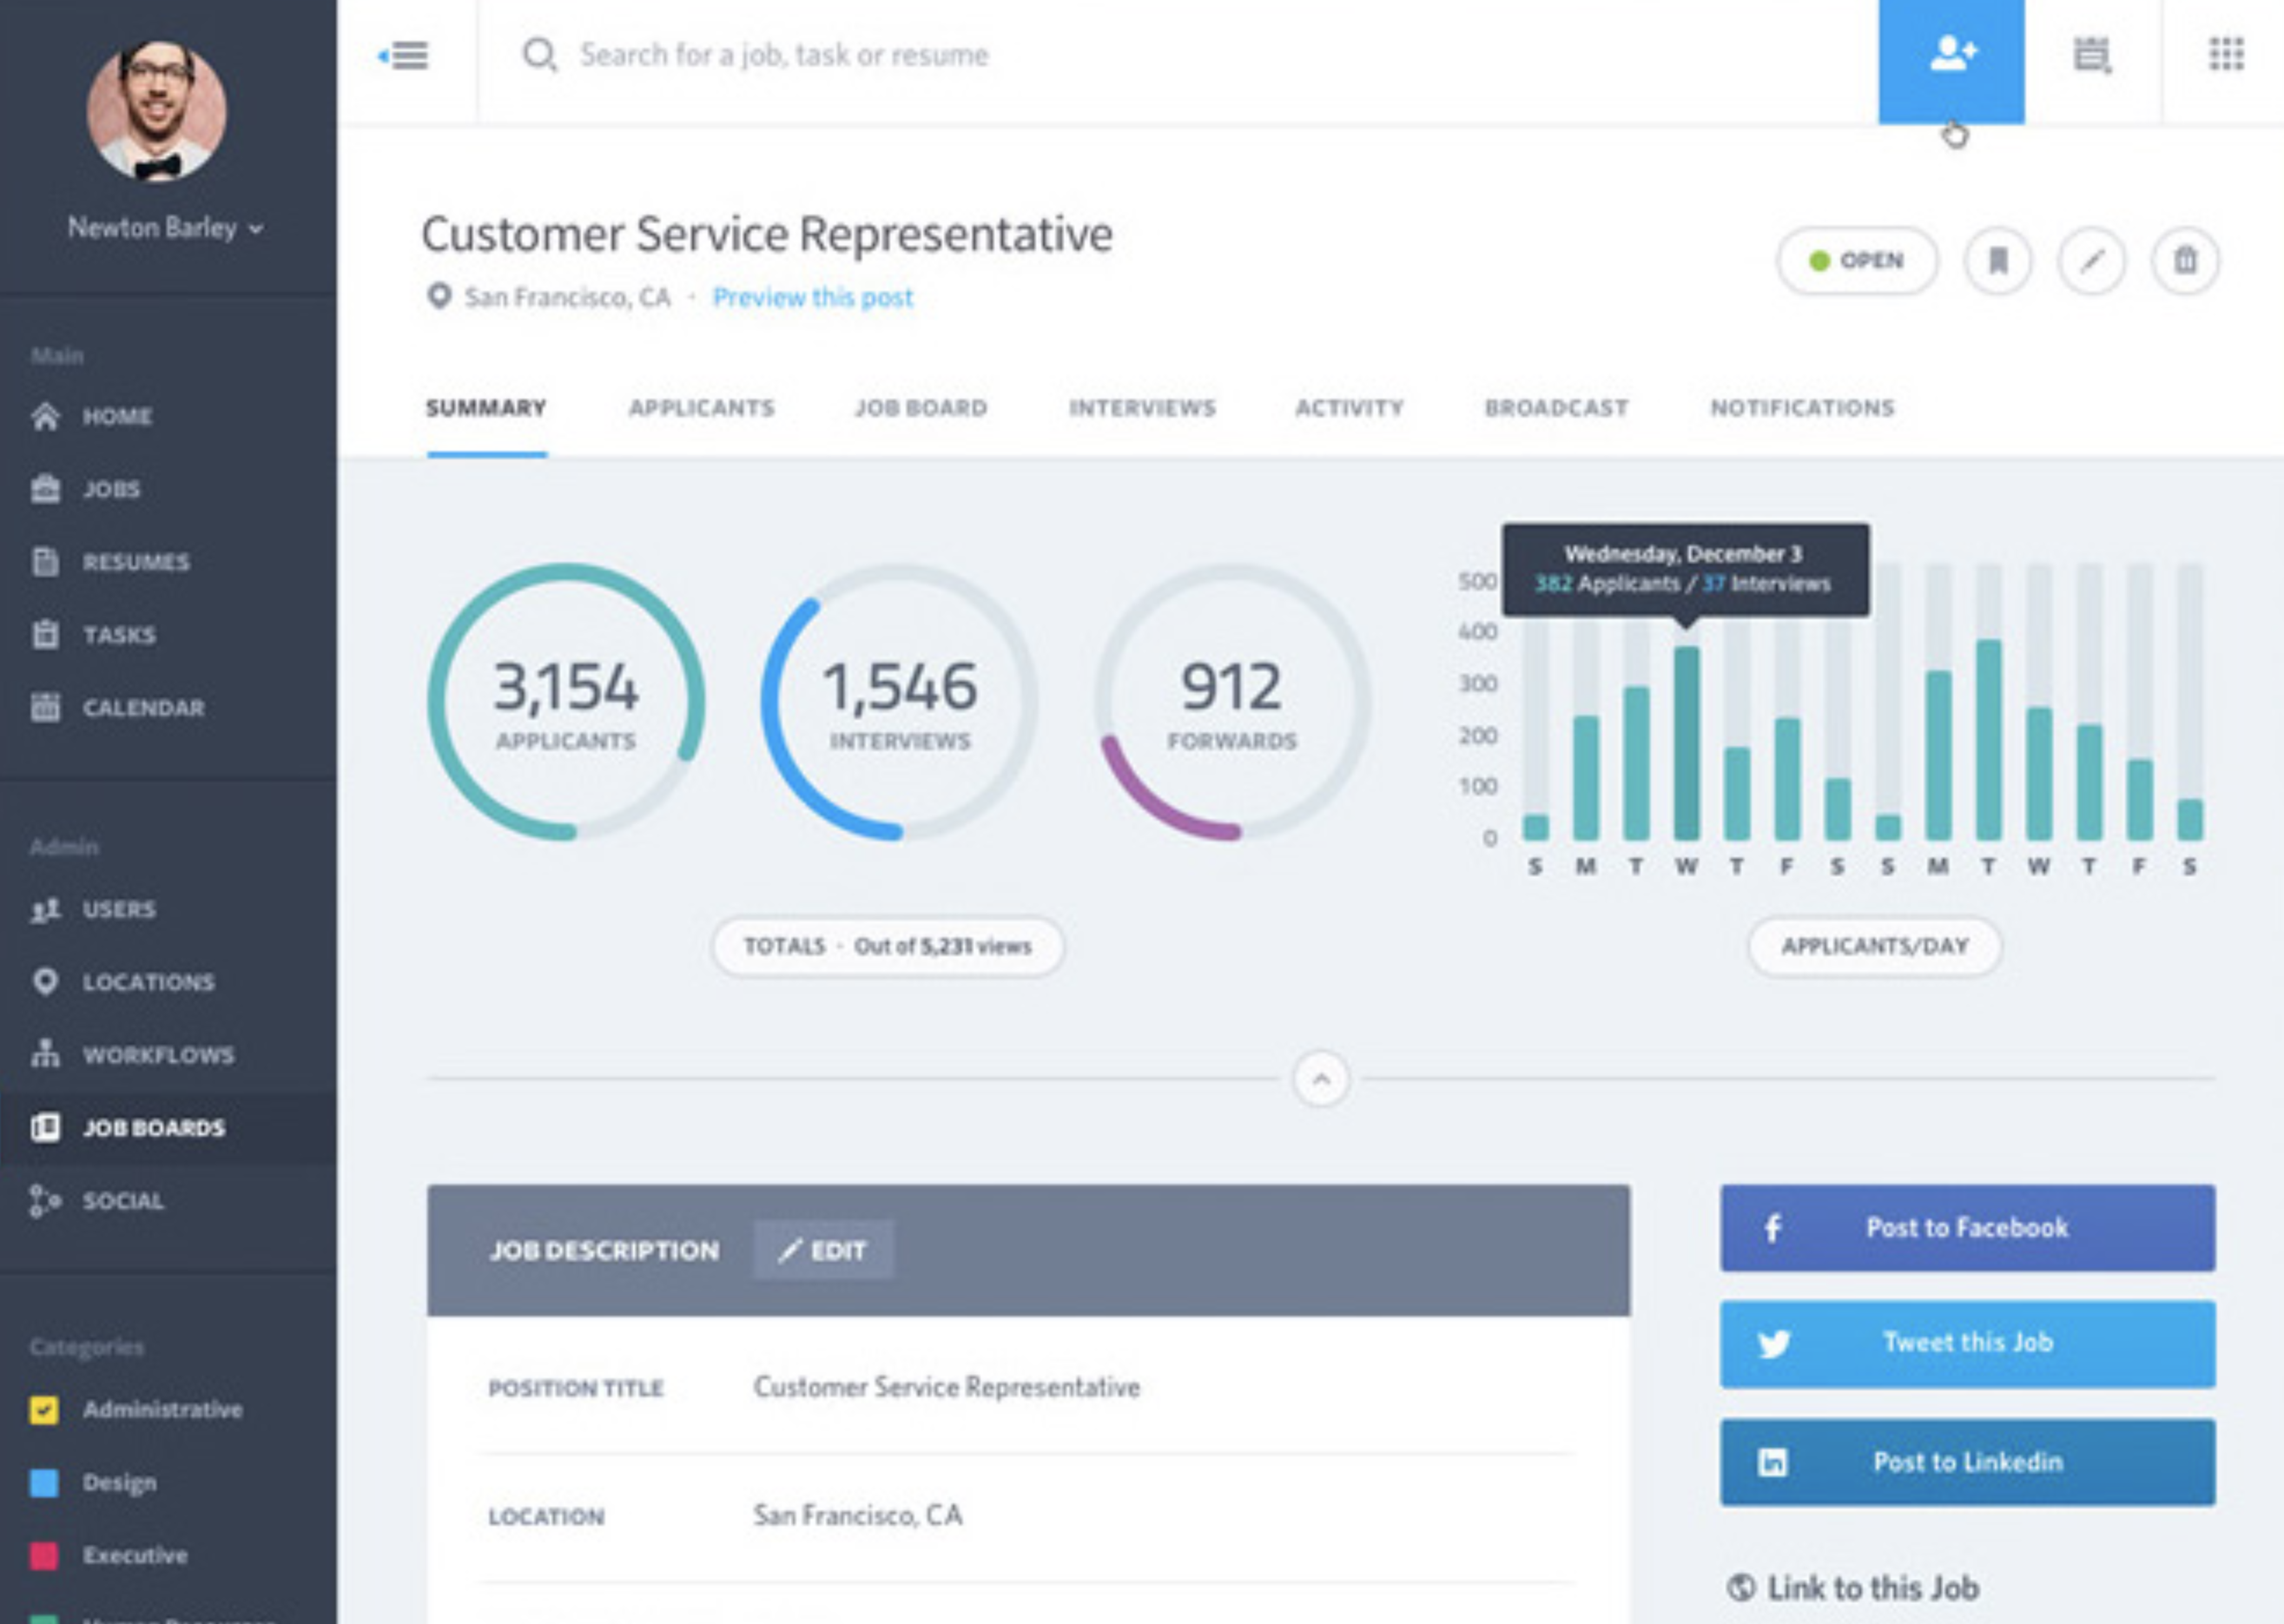 Newton Barley
Main
HOME
JOBS
RESUMES
TASKS
CALENDAR
Admin
USERS
LOCATIONS
WORKFLOWS
JOB BOARDS
SOCIAL
Categories
Administrative
Design
Executive
Search for a job, task or resume
Customer Service Representative
San Francisco, CA · Preview this post
OPEN
SUMMARY APPLICANTS JOB BOARD INTERVIEWS ACTIVITY BROADCAST NOTIFICATIONS
3,154
APPLICANTS
1,546
INTERVIEWS
912
FORWARDS
TOTALS · Out of 5,231 views
Wednesday, December 3
382 Applicants / 37 Interviews
500
400
300
200
100
0
S M T W T F S S M T W T F S
APPLICANTS/DAY
JOB DESCRIPTION EDIT
POSITION TITLE Customer Service Representative
LOCATION San Francisco, CA
f Post to Facebook
Tweet this Job
in Post to Linkedin
Link to this Job